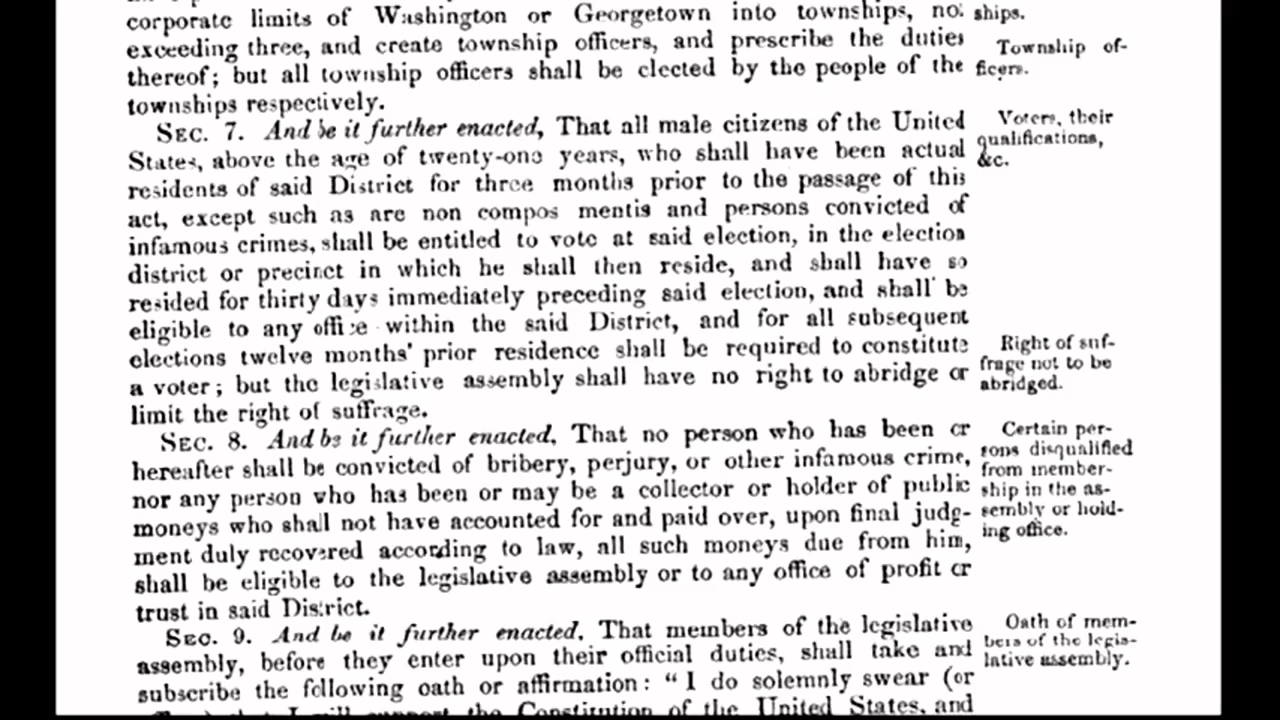 corporate limits of Washington or Georgetown into townships, not
exceeding three, and create township officers, and prescribe the duties
thereof; but all township officers shall be elected by the people of the
townships respectively.
SEC. 7. And be it further enacted, That all male citizens of the United
States, above the age of twenty-one years, who shall have been actual
residents of said District for three months prior to the passage of this
act, except such as are non compos mentis and persons convicted of
infamous crimes, shall be entitled to vote at said election, in the election
district or precinct in which he shall then reside, and shall have so
resided for thirty days immediately preceding said election, and shall be
eligible to any office within the said District, and for all subsequent
elections twelve months' prior residence shall be required to constitute
a voter; but the legislative assembly shall have no right to abridge or
limit the right of suffrage.
SEC. 8. And be it further enacted, That no person who has been or
hereafter shall be convicted of bribery, perjury, or other infamous crime,
nor any person who has been or may be a collector or holder of public
moneys who shall not have accounted for and paid over, upon final judg-
ment duly recovered according to law, all such moneys due from him,
shall be eligible to the legislative assembly or to any office of profit or
trust in said District.
SEC. 9. And be it further enacted, That members of the legislative
assembly, before they enter upon their official duties, shall take and
subscribe the following oath or affirmation: "I do solemnly swear (or
that I will support the Constitution of the United States, and
ships.
Township of-
ficers.
Voters, their
qualifications,
&c.
Right of suf-
frage not to be
abridged.
Certain per-
sons disqualified
from member-
ship in the as-
sembly or hold-
ing office.
Oath of mem-
bers of the legis-
lative assembly.